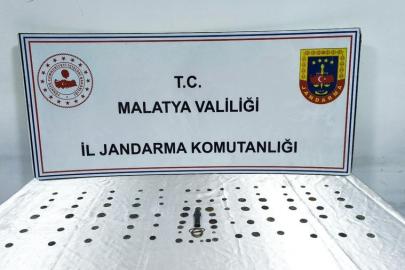 T.C.
MALATYA VALİLİĞİ
İL JANDARMA KOMUTANLIĞI
JANDARMA